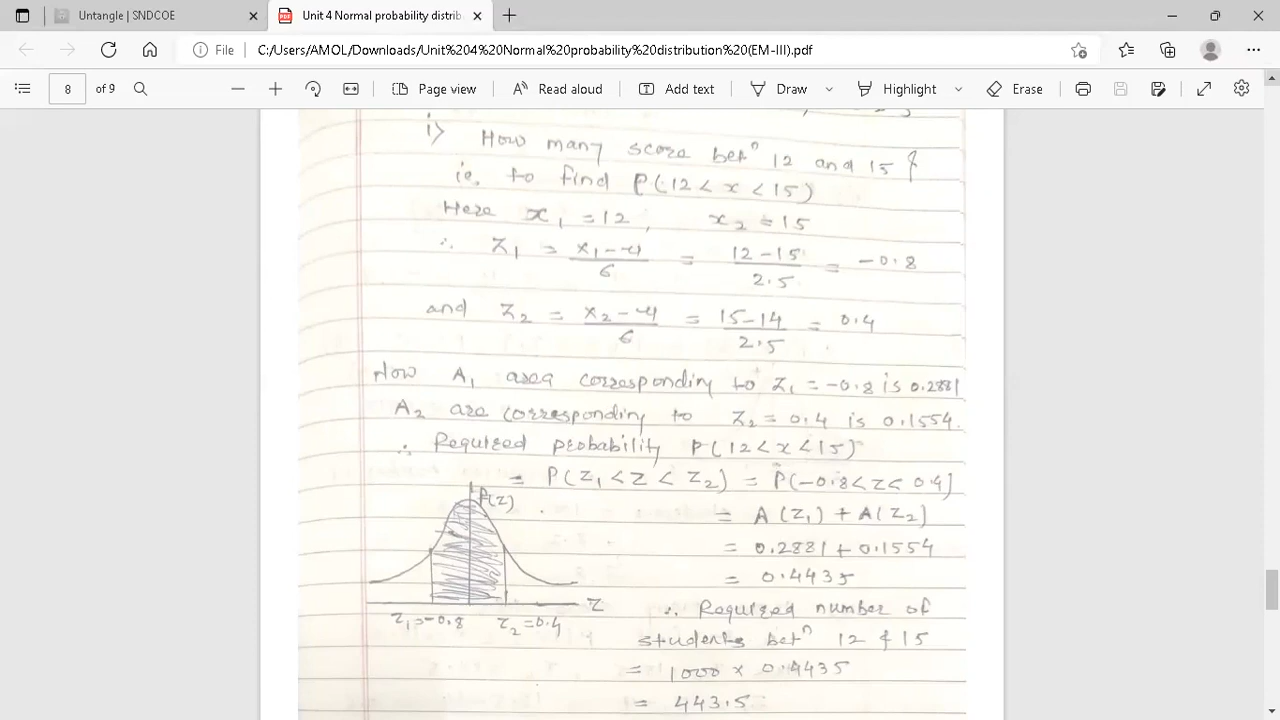 Untangle | SNDCOE
Unit 4 Normal probability distrib
File C:/Users/AMOL/Downloads/Unit%204%20Normal%20probability%20distribution%20(EM-III).pdf
8 of 9 Page view Read aloud Add text Draw Highlight Erase
i> How many score betⁿ 12 and 15 ?
ie. to find P(12 < x < 15)
Here x₁ = 12, x₂ = 15
∴ Z₁ = x₁-μ/σ = 12-15/2.5 = -0.8
and Z₂ = x₂-μ/σ = 15-14/2.5 = 0.4
Now A₁ area corresponding to Z₁ = -0.8 is 0.2881
A₂ are corresponding to Z₂ = 0.4 is 0.1554.
∴ Required probability P(12 < x < 15)
= P(Z₁ < Z < Z₂) = P(-0.8 < Z < 0.4]
P(Z)
= A(Z₁) + A(Z₂)
= 0.2881 + 0.1554
= 0.4435
Z
Z₁=-0.8 Z₂=0.4
∴ Required number of
students betⁿ 12 & 15
= 1000 x 0.4435
= 443.5